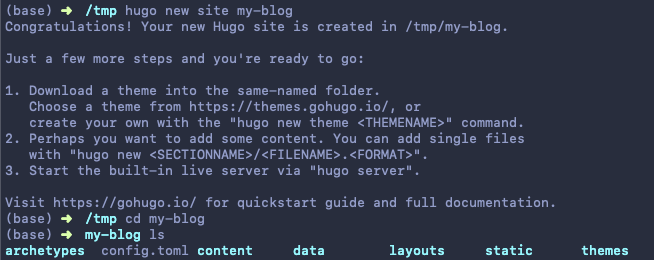 (base) ➜  /tmp hugo new site my-blog
Congratulations! Your new Hugo site is created in /tmp/my-blog.

Just a few more steps and you're ready to go:

1. Download a theme into the same-named folder.
   Choose a theme from https://themes.gohugo.io/, or
   create your own with the "hugo new theme <THEMENAME>" command.
2. Perhaps you want to add some content. You can add single files
   with "hugo new <SECTIONNAME>/<FILENAME>.<FORMAT>".
3. Start the built-in live server via "hugo server".

Visit https://gohugo.io/ for quickstart guide and full documentation.
(base) ➜  /tmp cd my-blog
(base) ➜  my-blog ls
archetypes  config.toml content     data        layouts     static      themes